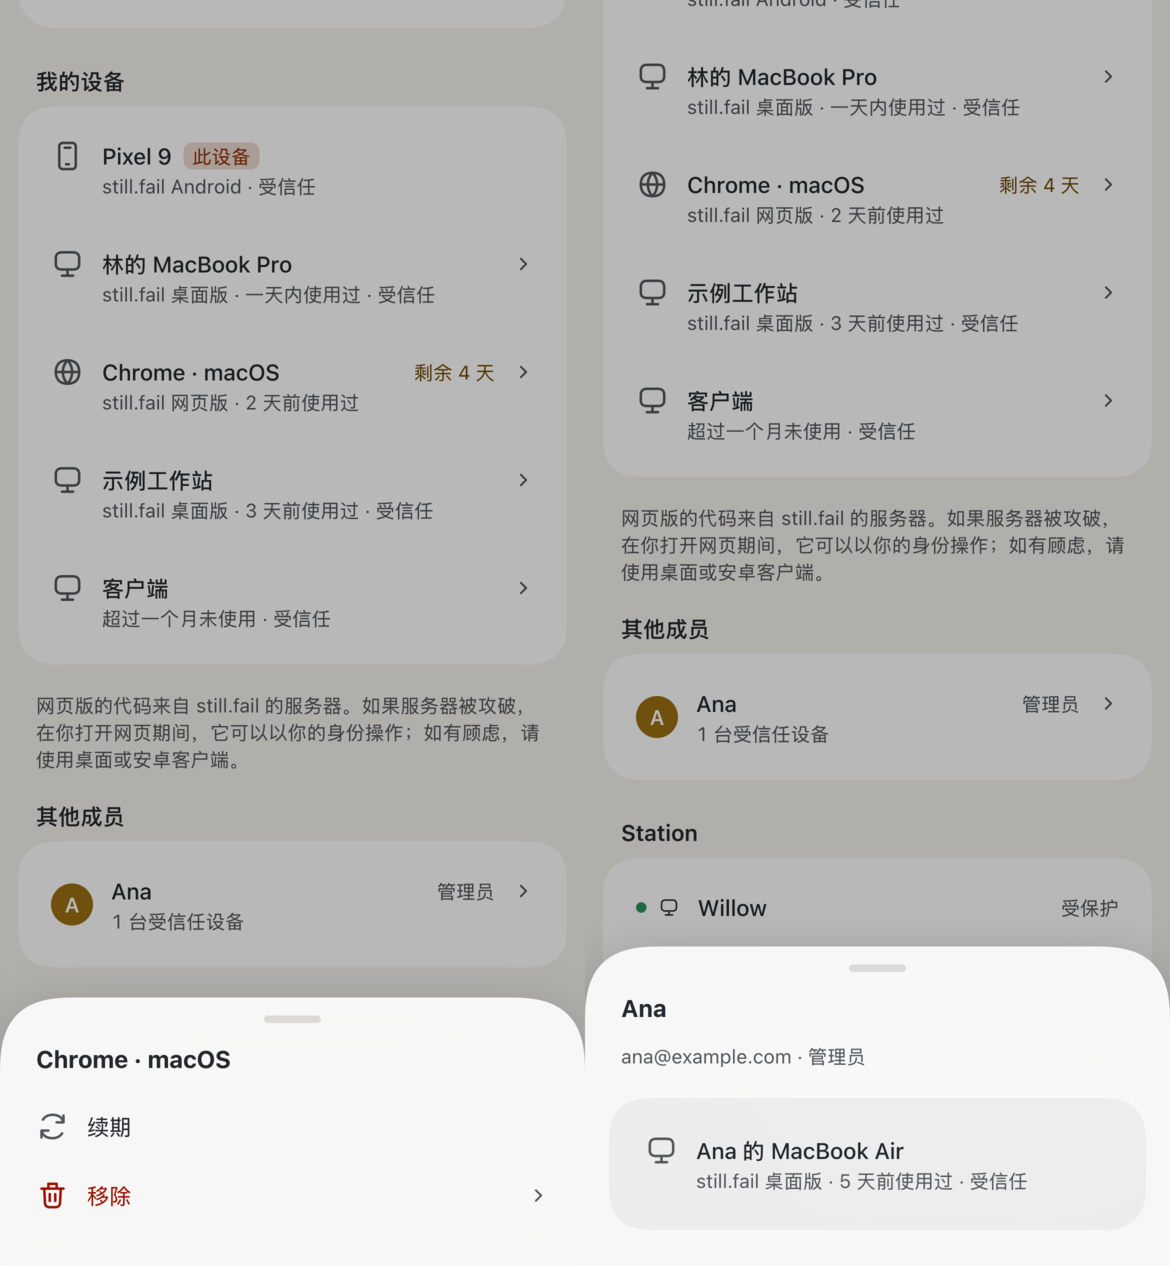 我的设备
Pixel 9 此设备
still.fail Android · 受信任
林的 MacBook Pro
still.fail 桌面版 · 一天内使用过 · 受信任
Chrome · macOS 剩余 4 天
still.fail 网页版 · 2 天前使用过
示例工作站
still.fail 桌面版 · 3 天前使用过 · 受信任
客户端
超过一个月未使用 · 受信任
网页版的代码来自 still.fail 的服务器。如果服务器被攻破，
在你打开网页期间，它可以以你的身份操作；如有顾虑，请
使用桌面或安卓客户端。
其他成员
A
Ana 管理员
1 台受信任设备
Chrome · macOS
续期
移除
still.fail Android · 受信任
林的 MacBook Pro
still.fail 桌面版 · 一天内使用过 · 受信任
Chrome · macOS 剩余 4 天
still.fail 网页版 · 2 天前使用过
示例工作站
still.fail 桌面版 · 3 天前使用过 · 受信任
客户端
超过一个月未使用 · 受信任
网页版的代码来自 still.fail 的服务器。如果服务器被攻破，
在你打开网页期间，它可以以你的身份操作；如有顾虑，请
使用桌面或安卓客户端。
其他成员
A
Ana 管理员
1 台受信任设备
Station
Willow 受保护
Ana
ana@example.com · 管理员
Ana 的 MacBook Air
still.fail 桌面版 · 5 天前使用过 · 受信任